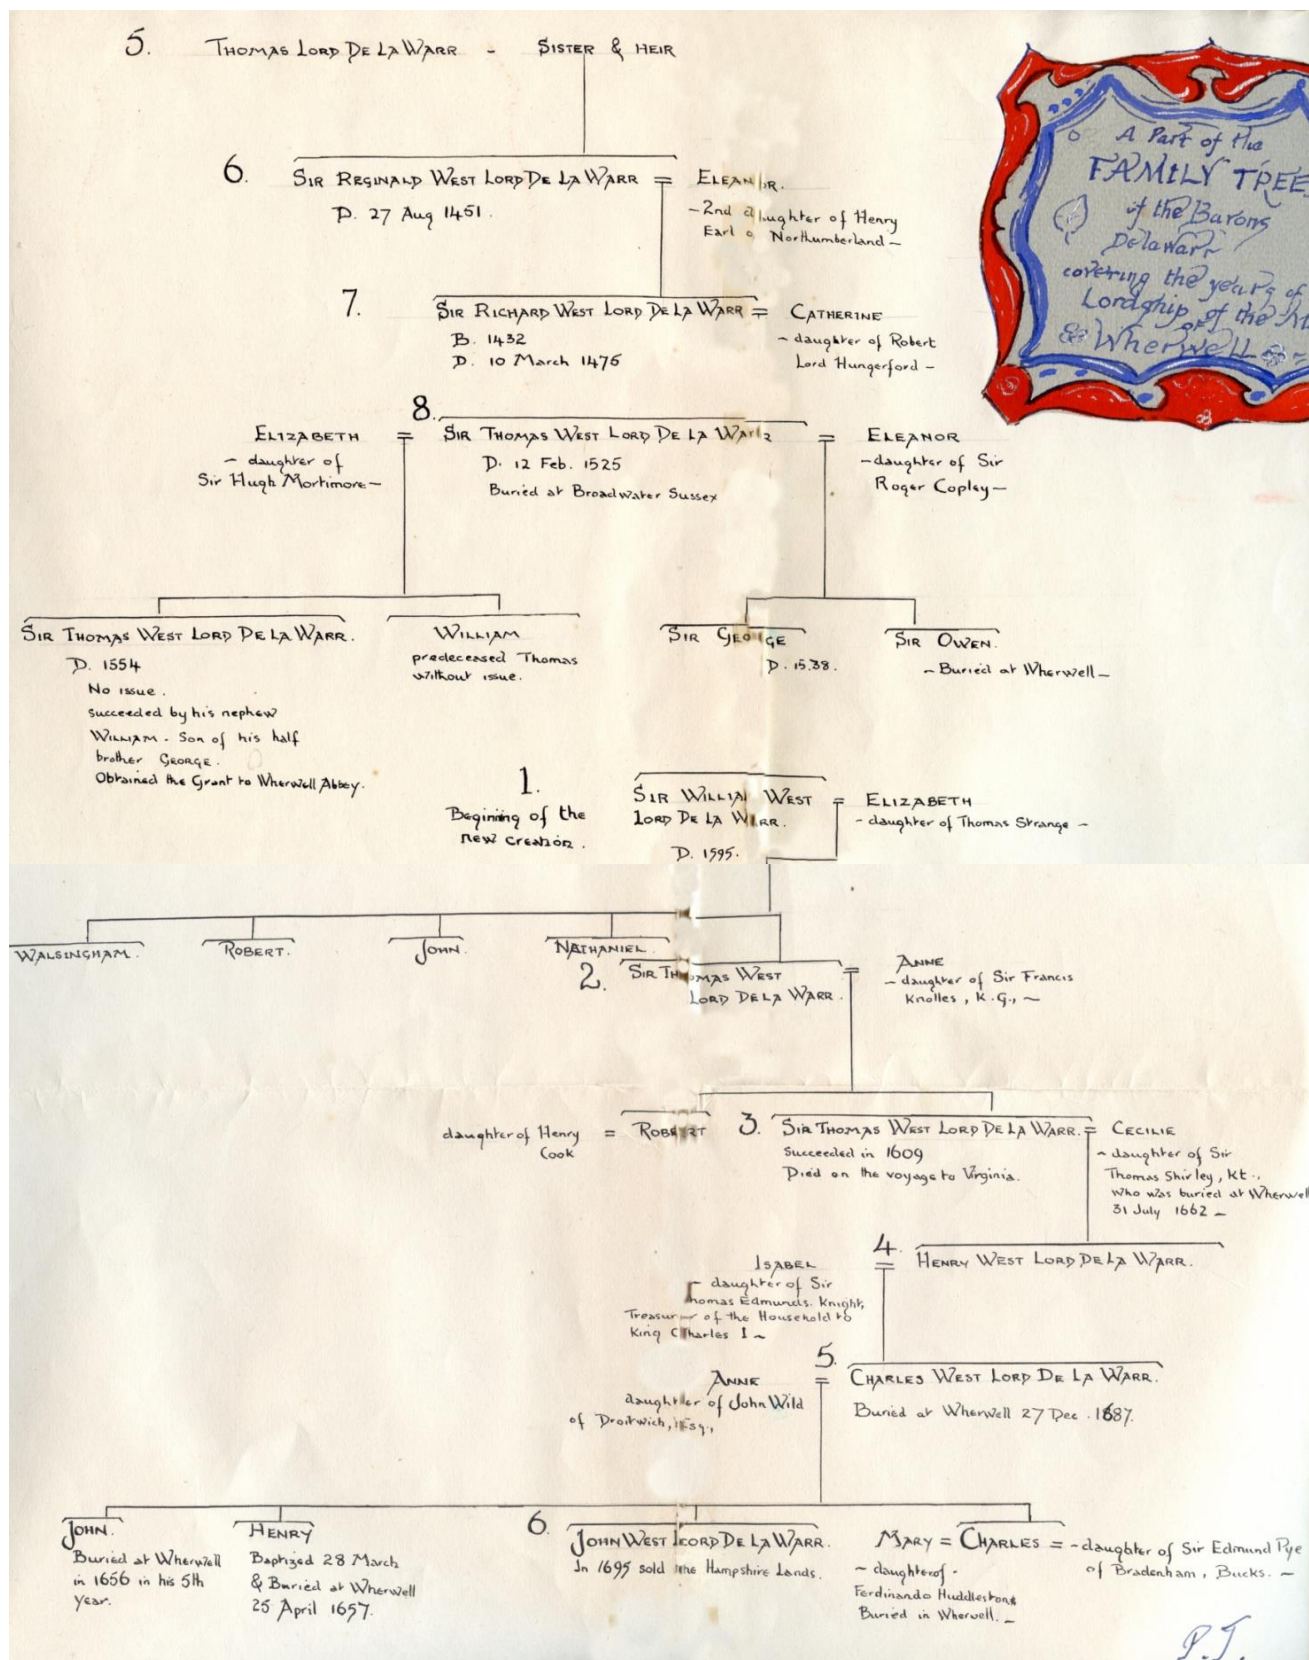 5. THOMAS LORD DE LA WARR - SISTER & HEIR
A Part of the
FAMILY TREE
of the Barons
Delawarr
covering the years of
Lordship of the
OF
Wherwell
6. SIR REGINALD WEST LORD DE LA WARR = ELEANOR.
D. 27 Aug 1451.
- 2nd daughter of Henry
Earl of Northumberland -
7. SIR RICHARD WEST LORD DE LA WARR = CATHERINE
B. 1432
D. 10 March 1475
- daughter of Robert
Lord Hungerford -
ELIZABETH = 8. SIR THOMAS WEST LORD DE LA WARR = ELEANOR
- daughter of
Sir Hugh Mortimore -
D. 12 Feb. 1525
Buried at Broadwater Sussex
- daughter of Sir
Roger Copley -
SIR THOMAS WEST LORD DE LA WARR.
D. 1554
No issue.
succeeded by his nephew
WILLIAM - Son of his half
brother GEORGE.
Obtained the Grant to Wherwell Abbey.
WILLIAM
predeceased Thomas
without issue.
SIR GEORGE
D. 1538.
SIR OWEN.
- Buried at Wherwell -
1.
Beginning of the
new creation.
SIR WILLIAM WEST
LORD DE LA WARR.
D. 1595.
= ELIZABETH
- daughter of Thomas Strange -
WALSINGHAM. ROBERT. JOHN. NATHANIEL.
2. SIR THOMAS WEST
LORD DE LA WARR.
= ANNE
- daughter of Sir Francis
Knolles, K.G., -
daughter of Henry
Cook
= ROBERT
3. SIR THOMAS WEST LORD DE LA WARR. = CECILIE
Succeeded in 1609
Died on the voyage to Virginia.
- daughter of Sir
Thomas Shirley, Kt.,
who was buried at Wherwell
31 July 1662 -
ISABEL = 4. HENRY WEST LORD DE LA WARR.
- daughter of Sir
Thomas Edmunds. Knight,
Treasurer of the Household to
King Charles I -
ANNE = 5. CHARLES WEST LORD DE LA WARR.
daughter of John Wild
of Droitwich, Esq.,
Buried at Wherwell 27 Dec. 1687.
JOHN.
Buried at Wherwell
in 1656 in his 5th
year.
HENRY
Baptized 28 March
& Buried at Wherwell
25 April 1657.
6. JOHN WEST LORD DE LA WARR.
In 1695 sold the Hampshire Lands.
MARY = CHARLES = - daughter of Sir Edmund Pye
of Bradenham, Bucks. -
- daughter of -
Ferdinando Huddlestone
Buried in Wherwell. -
P.J.